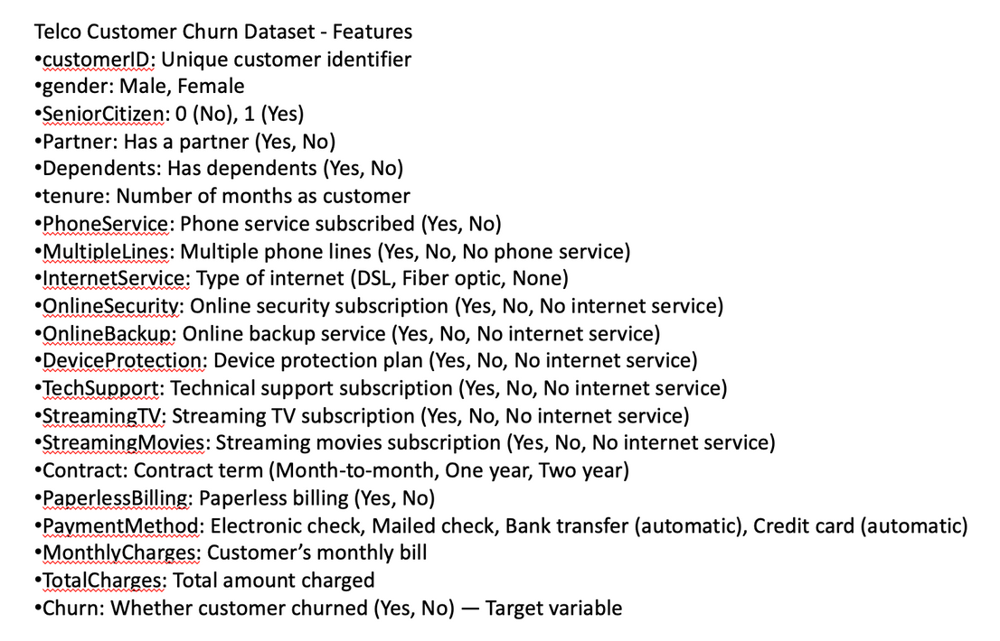 Telco Customer Churn Dataset - Features
•customerID: Unique customer identifier
•gender: Male, Female
•SeniorCitizen: 0 (No), 1 (Yes)
•Partner: Has a partner (Yes, No)
•Dependents: Has dependents (Yes, No)
•tenure: Number of months as customer
•PhoneService: Phone service subscribed (Yes, No)
•MultipleLines: Multiple phone lines (Yes, No, No phone service)
•InternetService: Type of internet (DSL, Fiber optic, None)
•OnlineSecurity: Online security subscription (Yes, No, No internet service)
•OnlineBackup: Online backup service (Yes, No, No internet service)
•DeviceProtection: Device protection plan (Yes, No, No internet service)
•TechSupport: Technical support subscription (Yes, No, No internet service)
•StreamingTV: Streaming TV subscription (Yes, No, No internet service)
•StreamingMovies: Streaming movies subscription (Yes, No, No internet service)
•Contract: Contract term (Month-to-month, One year, Two year)
•PaperlessBilling: Paperless billing (Yes, No)
•PaymentMethod: Electronic check, Mailed check, Bank transfer (automatic), Credit card (automatic)
•MonthlyCharges: Customer’s monthly bill
•TotalCharges: Total amount charged
•Churn: Whether customer churned (Yes, No) — Target variable